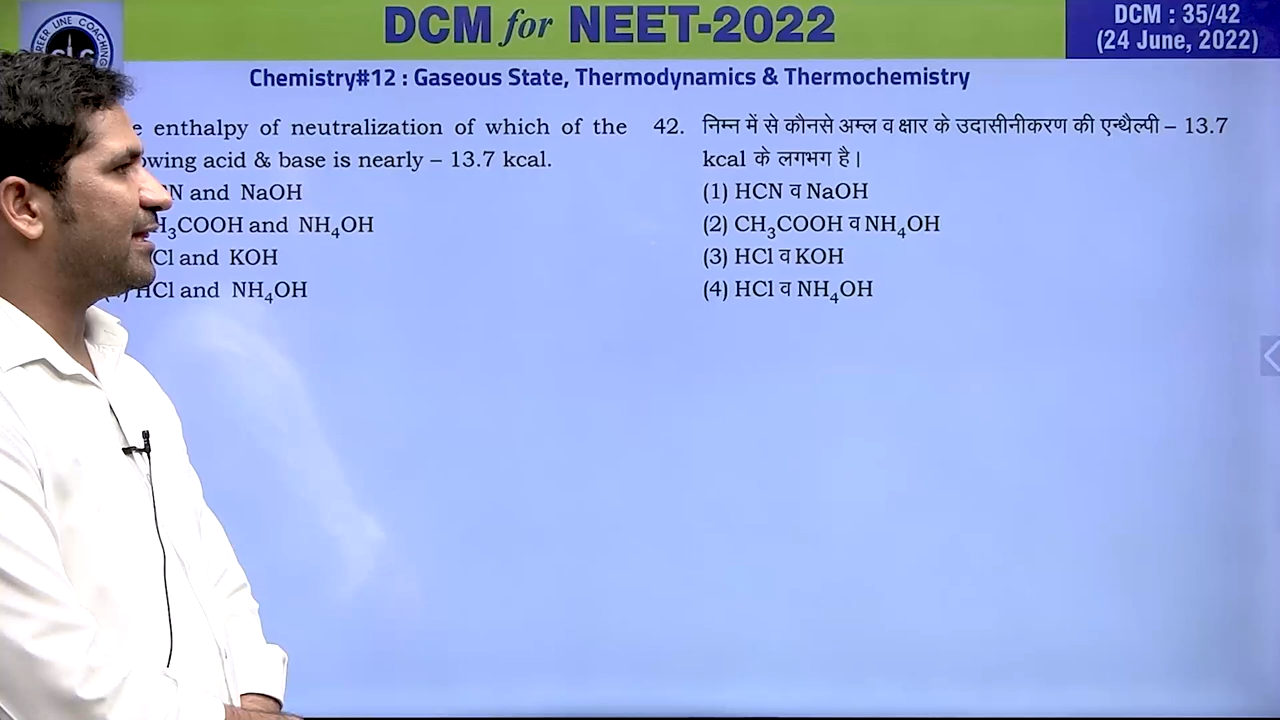 DCM for NEET-2022
DCM : 35/42
(24 June, 2022)
LINE COACHING
Chemistry#12 : Gaseous State, Thermodynamics & Thermochemistry
enthalpy of neutralization of which of the
acid & base is nearly – 13.7 kcal.
and NaOH
and NH₄OH
and KOH
HCl and NH₄OH
42. निम्न में से कौनसे अम्ल व क्षार के उदासीनीकरण की एन्थैल्पी – 13.7
kcal के लगभग है।
(1) HCN व NaOH
(2) CH₃COOH व NH₄OH
(3) HCl व KOH
(4) HCl व NH₄OH